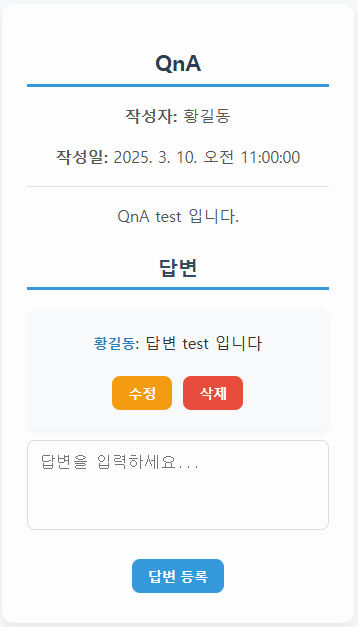 QnA
작성자: 황길동
작성일: 2025. 3. 10. 오전 11:00:00
QnA test 입니다.
답변
황길동: 답변 test 입니다
수정 삭제
답변을 입력하세요...
답변 등록